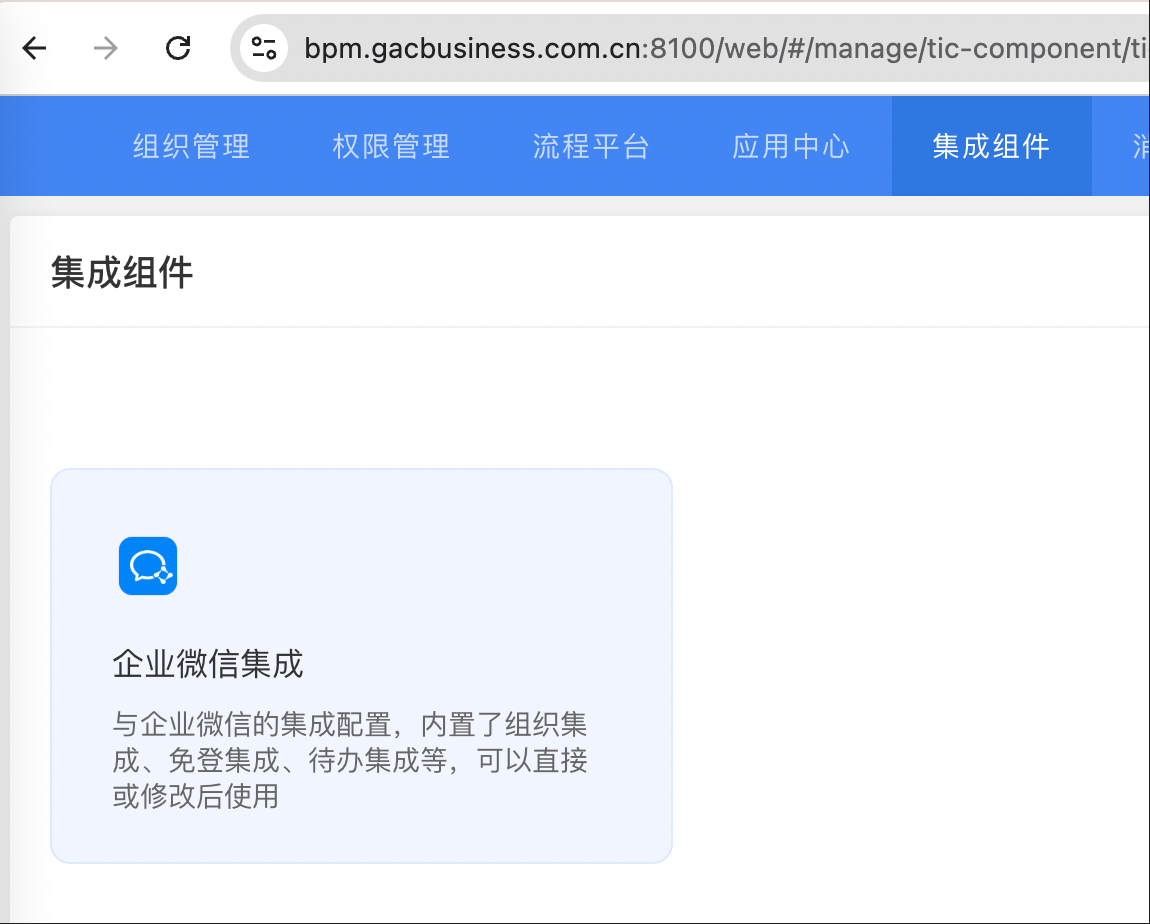 bpm.gacbusiness.com.cn:8100/web/#/manage/tic-component/ti
组织管理 权限管理 流程平台 应用中心 集成组件
集成组件
企业微信集成
与企业微信的集成配置，内置了组织集
成、免登集成、待办集成等，可以直接
或修改后使用